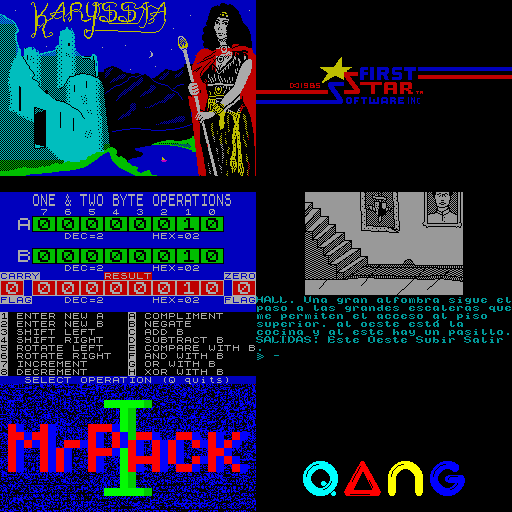 KARYSSIA
FIRST
001985
STAR™
SOFTWARE INC.
ONE & TWO BYTE OPERATIONS
7 6 5 4 3 2 1 0
A 0 0 0 0 0 0 1 0
DEC=2 HEX=02
B 0 0 0 0 0 0 1 0
DEC=2 HEX=02
CARRY RESULT ZERO
0 0 0 0 0 0 0 1 0 0
FLAG DEC=2 HEX=02 FLAG
1 ENTER NEW A A COMPLIMENT
2 ENTER NEW B B NEGATE
3 SHIFT LEFT C ADD B
4 SHIFT RIGHT D SUBTRACT B
5 ROTATE LEFT E COMPARE WITH B.
6 ROTATE RIGHT F AND WITH B
7 INCREMENT G OR WITH B
8 DECREMENT H XOR WITH B
SELECT OPERATION (Q quits)
HALL. Una gran alfombra sigue el
paso a las grandes escaleras que
me permiten el acceso al piso
superior. al oeste está la
cocina y al este hay un pasillo.
SALIDAS: Este Oeste Subir Salir
.
> -
MrPACK
I
QANG